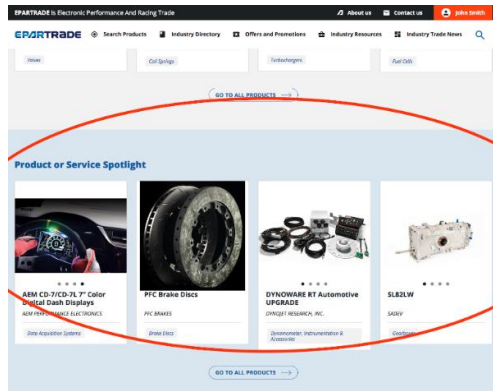 EPARTRADE is Electronic Performance And Racing Trade
About us
Contact us
John Smith
EPARTRADE
Search Products
Industry Directory
Offers and Promotions
Industry Resources
Industry Trade News
Valves
Coil Springs
Turbochargers
Fuel Cells
GO TO ALL PRODUCTS
Product or Service Spotlight
AEM CD-7/CD-7L 7" Color
Digital Dash Displays
AEM PERFORMANCE ELECTRONICS
Data Acquisition Systems
PFC Brake Discs
PFC BRAKES
Brake Discs
DYNOWARE RT Automotive
UPGRADE
DYNOJET RESEARCH, INC.
Dynamometer, Instrumentation &
Accessories
SLB2LW
SADEV
Gearboxes
GO TO ALL PRODUCTS